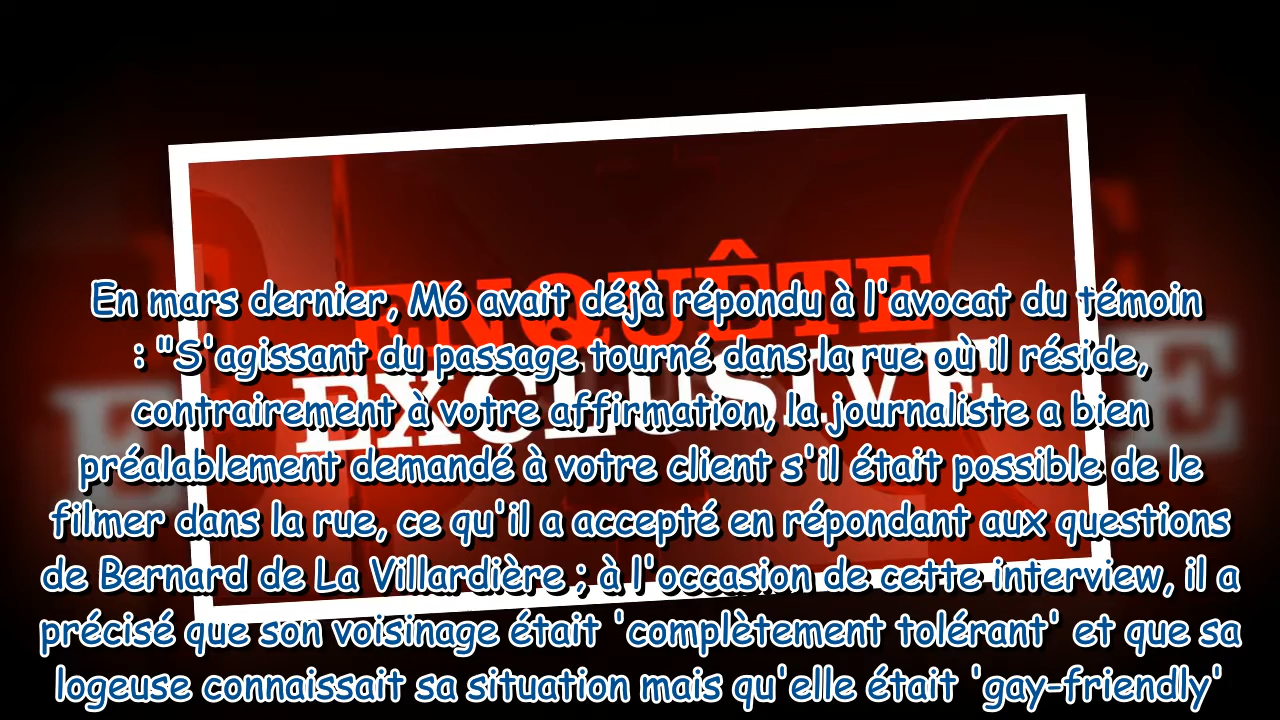 ENQUÊTE
EXCLUSIVE
En mars dernier, M6 avait déjà répondu à l'avocat du témoin
: "S'agissant du passage tourné dans la rue où il réside,
contrairement à votre affirmation, la journaliste a bien
préalablement demandé à votre client s'il était possible de le
filmer dans la rue, ce qu'il a accepté en répondant aux questions
de Bernard de La Villardière ; à l'occasion de cette interview, il a
précisé que son voisinage était 'complètement tolérant' et que sa
logeuse connaissait sa situation mais qu'elle était 'gay-friendly'